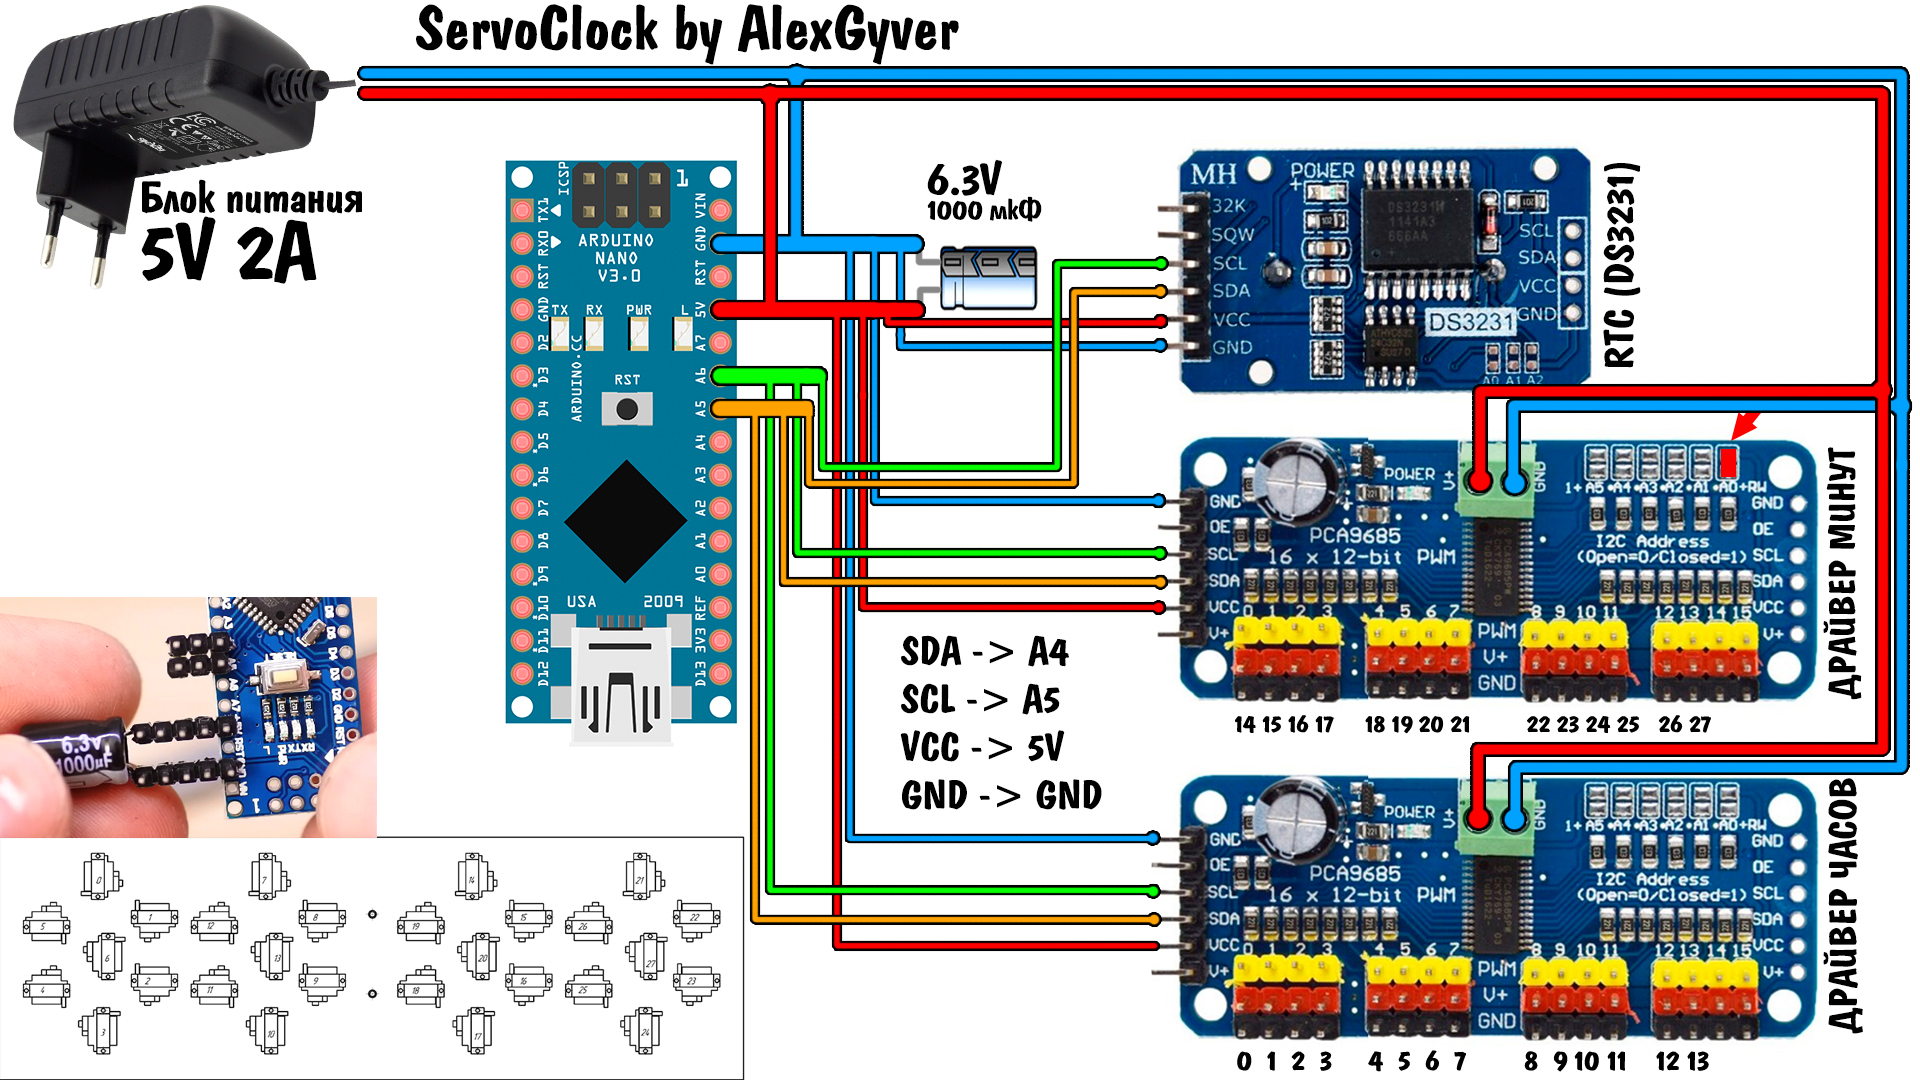 ServoClock by AlexGyver
Блок питания
5V 2A
ICSP
1
TX1
RX0
RST
GND
D2
D3
D4
D5
D6
D7
D8
D9
D10
D11
D12
ARDUINO
NANO
V3.0
TX
RX
PWR
L
ARDUINO.CC
RST
USA
2009
VIN
GND
RST
5V
A7
A6
A5
A4
A3
A2
A1
A0
REF
3V3
D13
6.3V
1000 мкФ
MH
POWER
+
32K
SQW
SCL
SDA
VCC
GND
DS3231
SCL
SDA
VCC
GND
A0 A1 A2
RTC (DS3231)
GND
OE
SCL
SDA
VCC
V+
POWER
V+
GND
PCA9685
16 x 12-bit PWM
1+ A5 •A4 •A3 •A2 •A1 •A0 +RW
I2C Address
(Open=0/Closed=1)
GND
OE
SCL
SDA
VCC
V+
0 1 2 3 4 5 6 7 8 9 10 11 12 13 14 15
PWM
V+
GND
14 15 16 17 18 19 20 21 22 23 24 25 26 27
ДРАЙВЕР МИНУТ
SDA -> A4
SCL -> A5
VCC -> 5V
GND -> GND
GND
OE
SCL
SDA
VCC
V+
POWER
V+
GND
PCA9685
16 x 12-bit PWM
1+ A5 •A4 •A3 •A2 •A1 •A0 +RW
I2C Address
(Open=0/Closed=1)
GND
OE
SCL
SDA
VCC
V+
0 1 2 3 4 5 6 7 8 9 10 11 12 13 14 15
PWM
V+
GND
0 1 2 3 4 5 6 7 8 9 10 11 12 13
ДРАЙВЕР ЧАСОВ
6.3V
1000µF
0 7 14 21
5 1 12 8 19 15 26 22
6 13 20 27
4 2 11 9 18 16 25 23
3 10 17 24